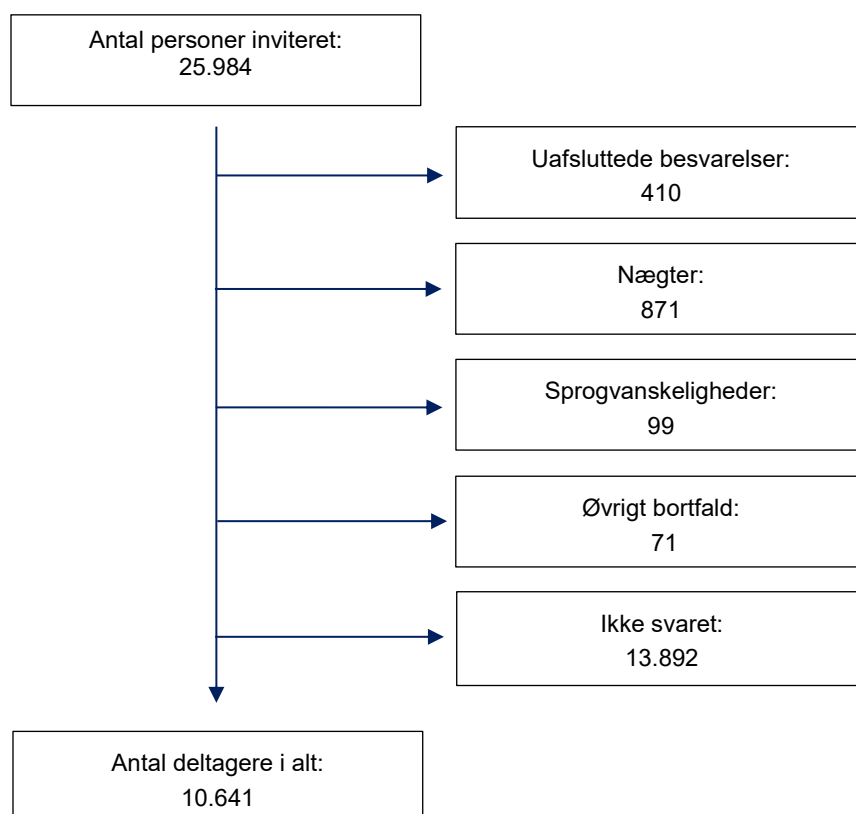 Antal personer inviteret:
25.984
Uafsluttede besvarelser:
410
Nægter:
871
Sprogvanskeligheder:
99
Øvrigt bortfald:
71
Ikke svaret:
13.892
Antal deltagere i alt:
10.641